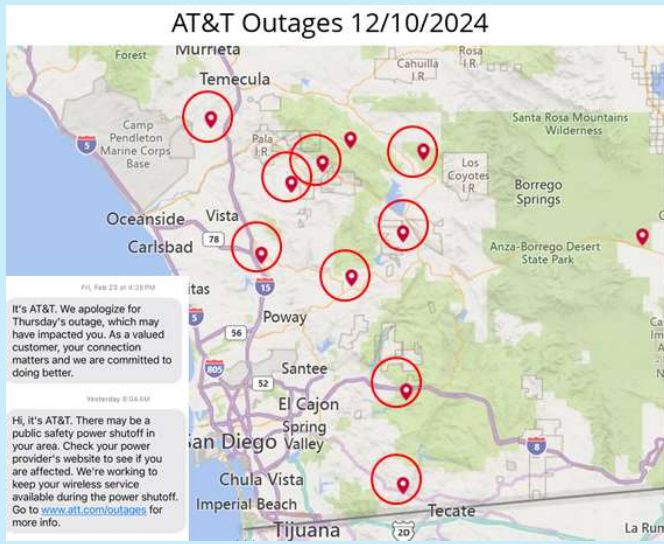 AT&T Outages 12/10/2024
Murrieta
Forest
Temecula
Cahuilla
I.R.
Rosa
I.R.
Santa Rosa Mountains
Wilderness
Camp
Pendleton
Marine Corps
Base
5
Pala
I.R.
Los
Coyotes
I.R.
Borrego
Springs
Oceanside
Vista
Carlsbad
78
Anza-Borrego Desert
State Park
itas
15
Poway
5
56
805
52
Santee
El Cajon
San Diego
Spring
Valley
8
Chula Vista
Imperial Beach
Tijuana
Tecate
2D
La Rum
Fri, Feb 23 at 4:39 PM
It's AT&T. We apologize for
Thursday's outage, which may
have impacted you. As a valued
customer, your connection
matters and we are committed to
doing better.
Yesterday 8:04 AM
Hi, it's AT&T. There may be a
public safety power shutoff in
your area. Check your power
provider's website to see if you
are affected. We're working to
keep your wireless service
available during the power shutoff.
Go to www.att.com/outages for
more info.